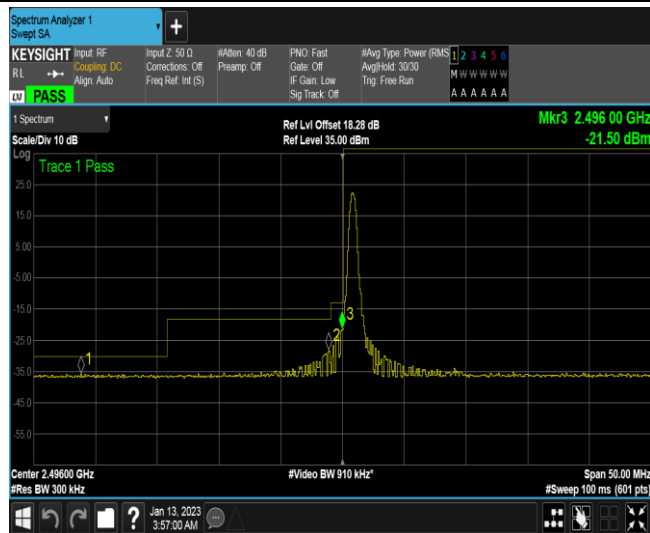 Spectrum Analyzer 1
Swept SA
+
KEYSIGHT
RL
LXI
PASS
Input: RF
Coupling: DC
Align: Auto
Input Z: 50 Ω
Corrections: Off
Freq Ref: Int (S)
#Atten: 40 dB
Preamp: Off
PNO: Fast
Gate: Off
IF Gain: Low
Sig Track: Off
#Avg Type: Power (RMS
Avg|Hold: 30/30
Trig: Free Run
1 2 3 4 5 6
M W W W W W
A A A A A A
1 Spectrum
Scale/Div 10 dB
Ref Lvl Offset 18.28 dB
Ref Level 35.00 dBm
Mkr3 2.496 00 GHz
-21.50 dBm
Log
Trace 1 Pass
25.0
15.0
5.00
-5.00
-15.0
-25.0
-35.0
-45.0
-55.0
1
2
3
Center 2.49600 GHz
#Res BW 300 kHz
#Video BW 910 kHz*
Span 50.00 MHz
#Sweep 100 ms (601 pts)
?
Jan 13, 2023
3:57:00 AM